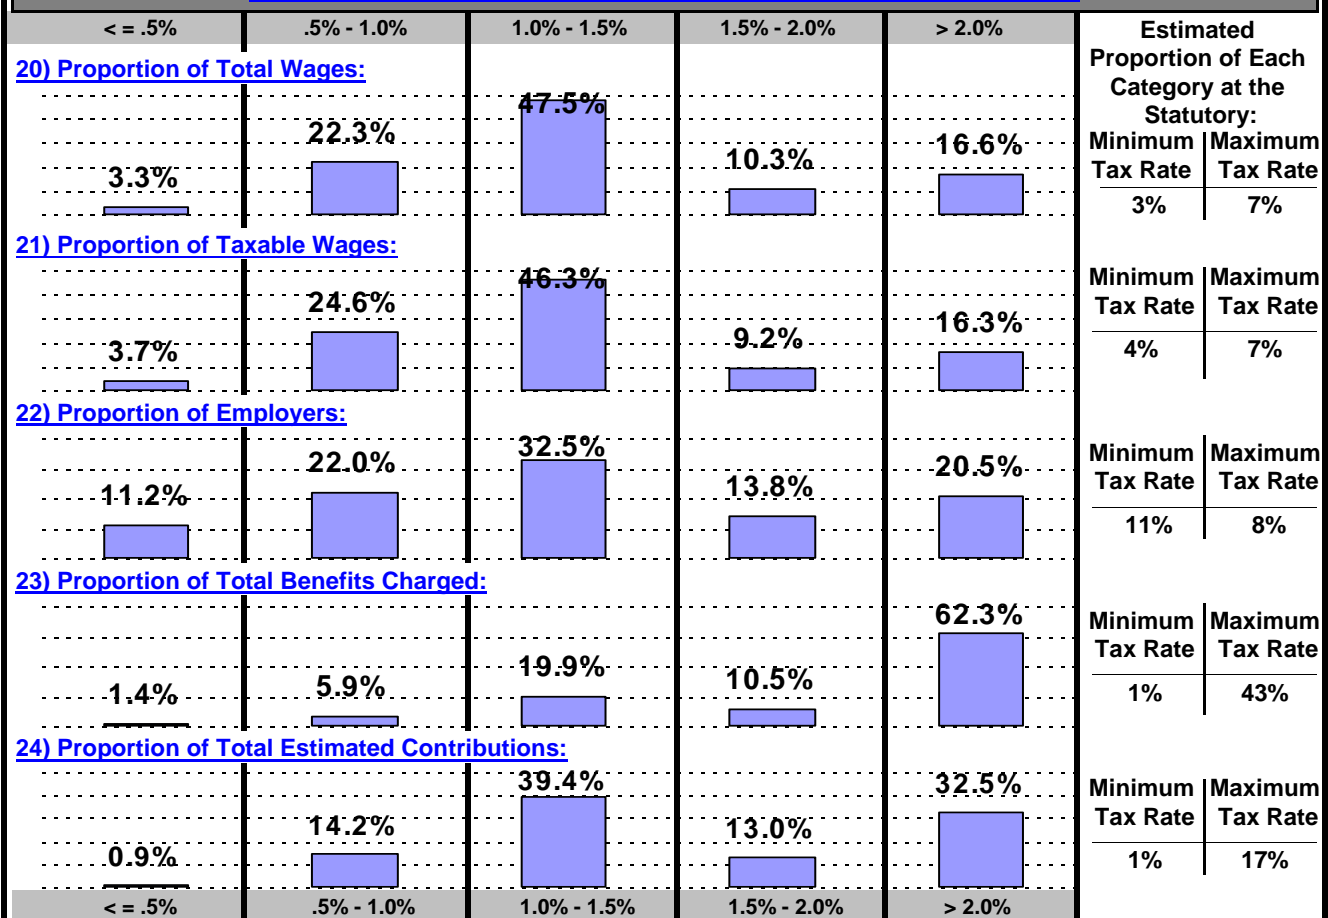 < = .5% .5% - 1.0% 1.0% - 1.5% 1.5% - 2.0% > 2.0%
Estimated
Proportion of Each
Category at the
Statutory:
20) Proportion of Total Wages:
3.3% 22.3% 47.5% 10.3% 16.6%
Minimum Maximum
Tax Rate Tax Rate
3% 7%
21) Proportion of Taxable Wages:
3.7% 24.6% 46.3% 9.2% 16.3%
Minimum Maximum
Tax Rate Tax Rate
4% 7%
22) Proportion of Employers:
11.2% 22.0% 32.5% 13.8% 20.5%
Minimum Maximum
Tax Rate Tax Rate
11% 8%
23) Proportion of Total Benefits Charged:
1.4% 5.9% 19.9% 10.5% 62.3%
Minimum Maximum
Tax Rate Tax Rate
1% 43%
24) Proportion of Total Estimated Contributions:
0.9% 14.2% 39.4% 13.0% 32.5%
Minimum Maximum
Tax Rate Tax Rate
1% 17%
< = .5% .5% - 1.0% 1.0% - 1.5% 1.5% - 2.0% > 2.0%